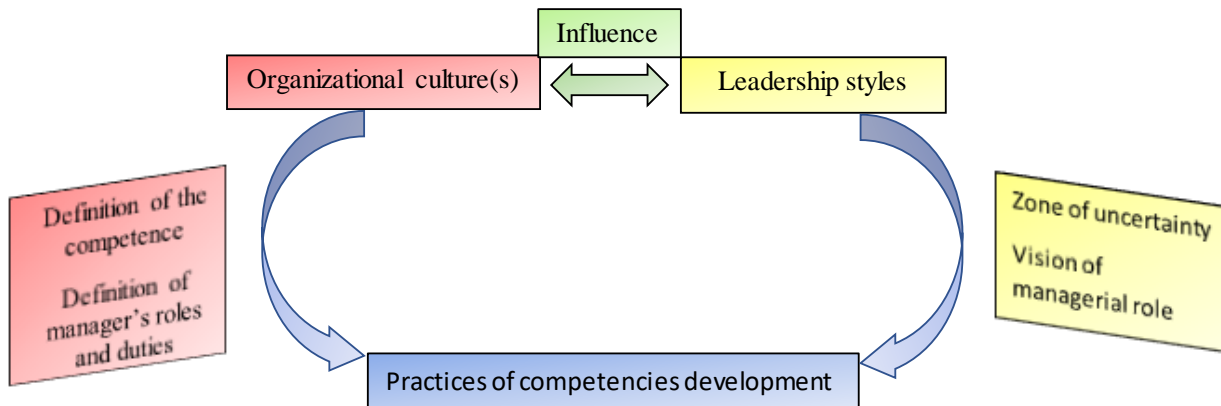 Influence
Organizational culture(s)
Leadership styles
Definition of the
competence
Definition of
manager's roles
and duties
Zone of uncertainty
Vision of
managerial role
Practices of competencies development